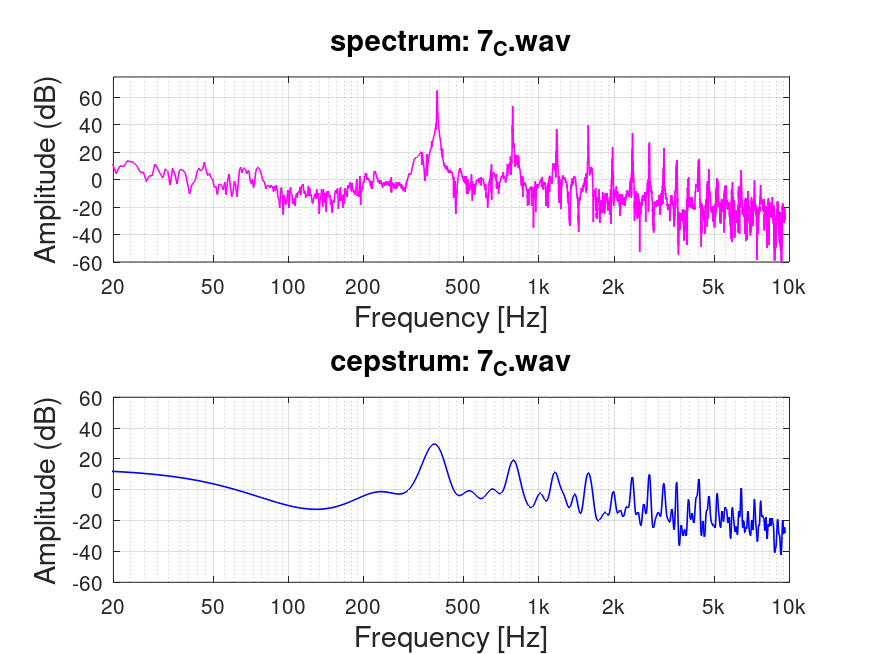 spectrum: 7C.wav
Amplitude (dB)
60
40
20
0
-20
-40
-60
20 50 100 200 500 1k 2k 5k 10k
Frequency [Hz]
cepstrum: 7C.wav
Amplitude (dB)
60
40
20
0
-20
-40
-60
20 50 100 200 500 1k 2k 5k 10k
Frequency [Hz]